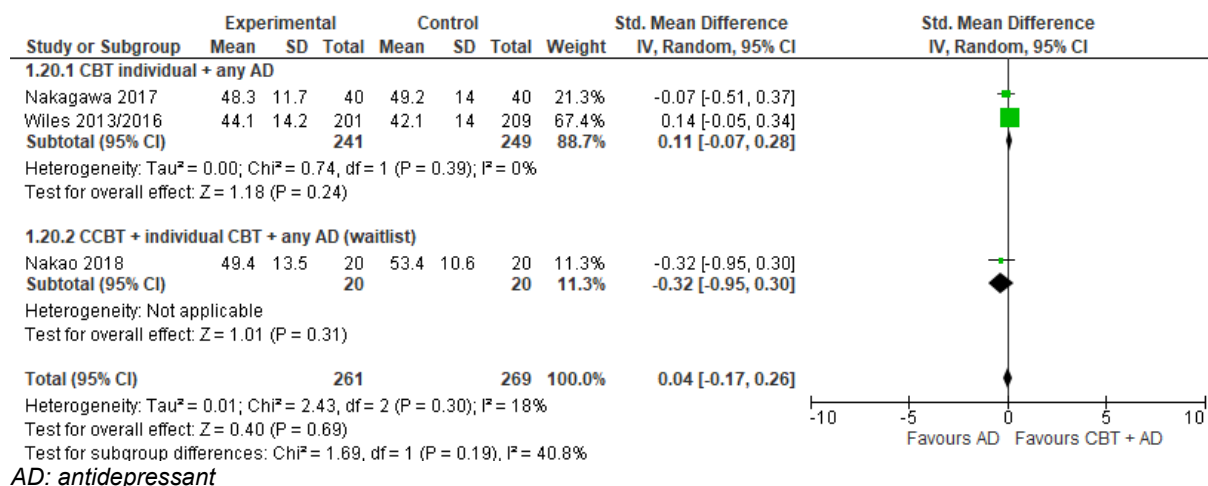 Experimental Control Std. Mean Difference Std. Mean Difference
Study or Subgroup Mean SD Total Mean SD Total Weight IV, Random, 95% CI IV, Random, 95% CI
1.20.1 CBT individual + any AD
Nakagawa 2017 48.3 11.7 40 49.2 14 40 21.3% -0.07 [-0.51, 0.37]
Wiles 2013/2016 44.1 14.2 201 42.1 14 209 67.4% 0.14 [-0.05, 0.34]
Subtotal (95% CI) 241 249 88.7% 0.11 [-0.07, 0.28]
Heterogeneity: Tau² = 0.00; Chi² = 0.74, df = 1 (P = 0.39); I² = 0%
Test for overall effect: Z = 1.18 (P = 0.24)
1.20.2 CCBT + individual CBT + any AD (waitlist)
Nakao 2018 49.4 13.5 20 53.4 10.6 20 11.3% -0.32 [-0.95, 0.30]
Subtotal (95% CI) 20 20 11.3% -0.32 [-0.95, 0.30]
Heterogeneity: Not applicable
Test for overall effect: Z = 1.01 (P = 0.31)
Total (95% CI) 261 269 100.0% 0.04 [-0.17, 0.26]
Heterogeneity: Tau² = 0.01; Chi² = 2.43, df = 2 (P = 0.30); I² = 18%
Test for overall effect: Z = 0.40 (P = 0.69)
Test for subgroup differences: Chi² = 1.69, df = 1 (P = 0.19), I² = 40.8%
-10 -5 0 5 10
Favours AD Favours CBT + AD
AD: antidepressant